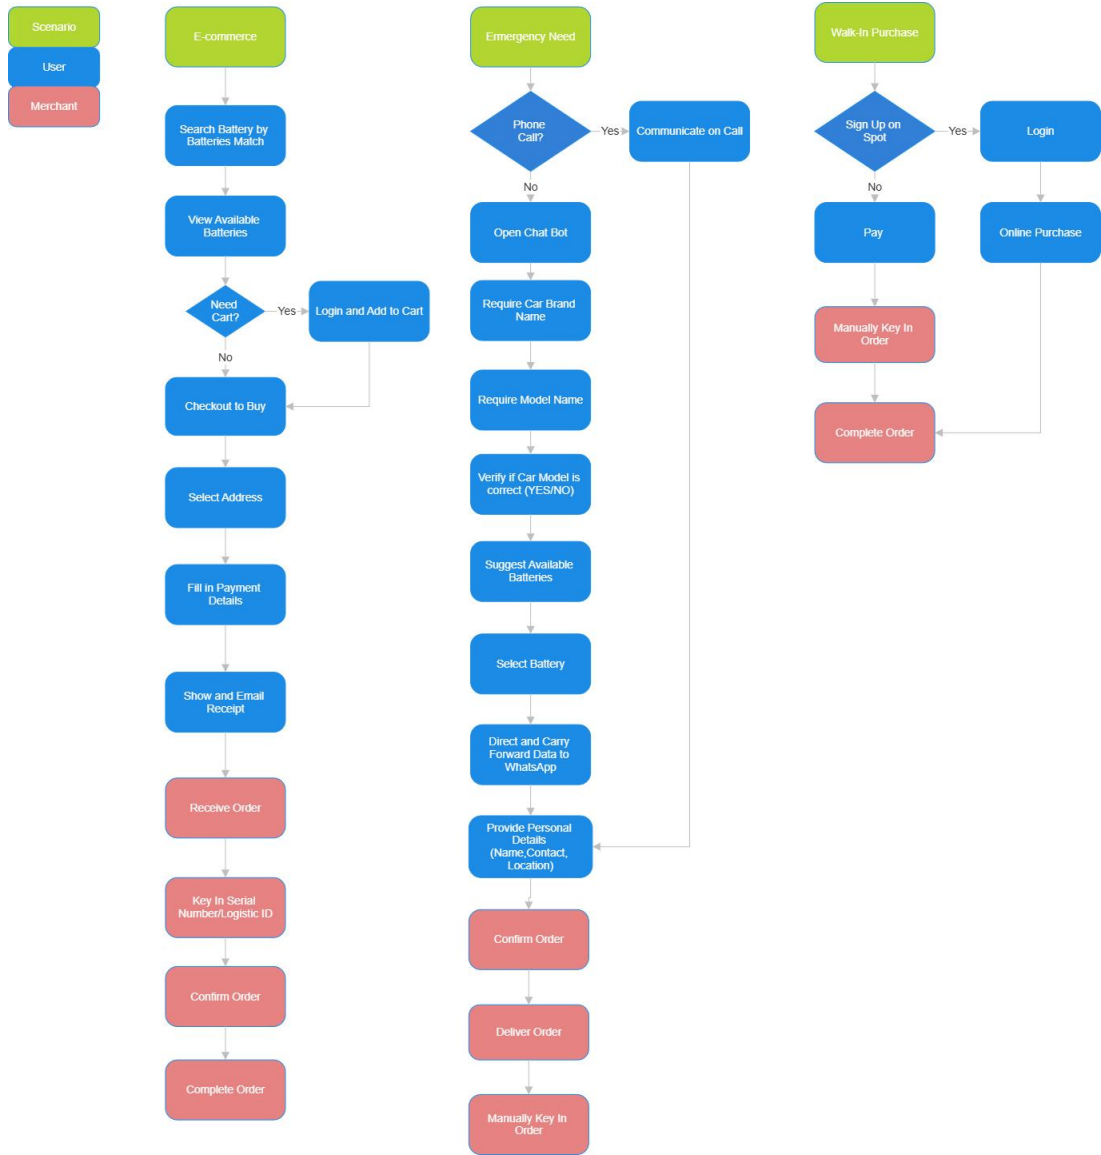 Scenario
User
Merchant
E-commerce
Search Battery by
Batteries Match
View Available
Batteries
Need
Cart?
Yes
Login and Add to Cart
No
Checkout to Buy
Select Address
Fill in Payment
Details
Show and Email
Receipt
Receive Order
Key In Serial
Number/Logistic ID
Confirm Order
Complete Order
Ermergency Need
Phone
Call?
Yes
Communicate on Call
No
Open Chat Bot
Require Car Brand
Name
Require Model Name
Verify if Car Model is
correct (YES/NO)
Suggest Available
Batteries
Select Battery
Direct and Carry
Forward Data to
WhatsApp
Provide Personal
Details
(Name,Contact,
Location)
Confirm Order
Deliver Order
Manually Key In
Order
Walk-In Purchase
Sign Up on
Spot
Yes
Login
No
Pay
Online Purchase
Manually Key In
Order
Complete Order